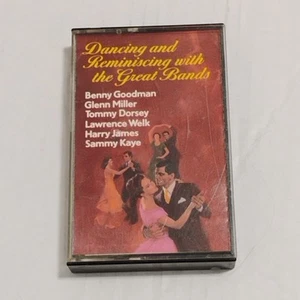 Dancing and
Reminiscing with
the Great Bands
Benny Goodman
Glenn Miller
Tommy Dorsey
Lawrence Welk
Harry James
Sammy Kaye